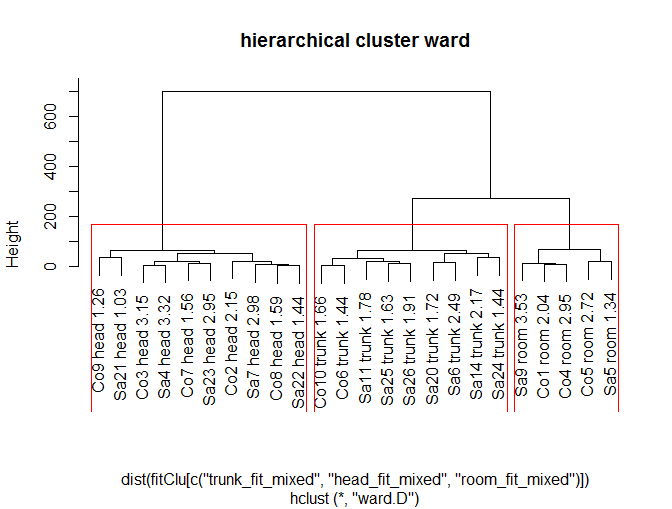 hierarchical cluster ward
Height
0
200
400
600
Co9 head 1.26
Sa21 head 1.03
Co3 head 3.15
Sa4 head 3.32
Co7 head 1.56
Sa23 head 2.95
Co2 head 2.15
Sa7 head 2.98
Co8 head 1.59
Sa22 head 1.44
Co10 trunk 1.66
Co6 trunk 1.44
Sa11 trunk 1.78
Sa25 trunk 1.63
Sa26 trunk 1.91
Sa20 trunk 1.72
Sa6 trunk 2.49
Sa14 trunk 2.17
Sa24 trunk 1.44
Sa9 room 3.53
Co1 room 2.04
Co4 room 2.95
Co5 room 2.72
Sa5 room 1.34
dist(fitClu[c("trunk_fit_mixed", "head_fit_mixed", "room_fit_mixed")])
hclust (*, "ward.D")